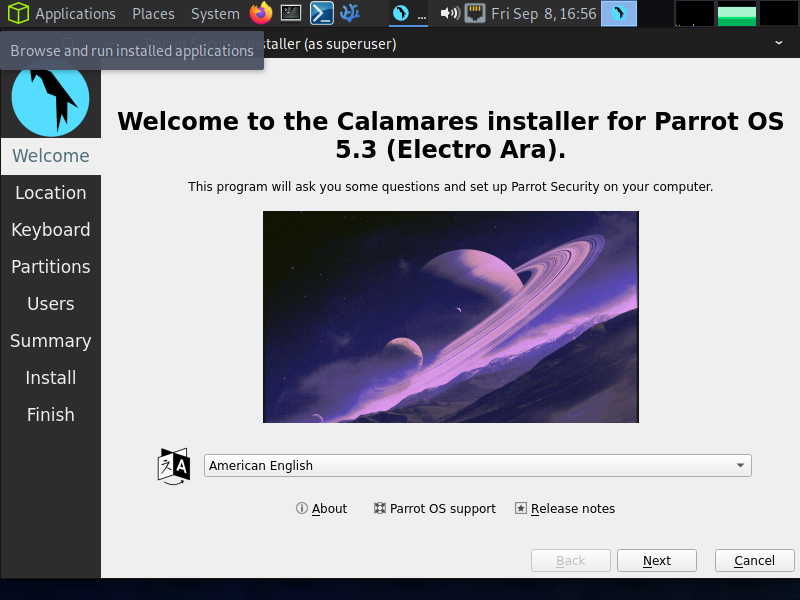 Applications Places System ... Fri Sep 8, 16:56
Browse and run installed applications
staller (as superuser)
Welcome
Location
Keyboard
Partitions
Users
Summary
Install
Finish
Welcome to the Calamares installer for Parrot OS
5.3 (Electro Ara).
This program will ask you some questions and set up Parrot Security on your computer.
American English
About Parrot OS support Release notes
Back Next Cancel